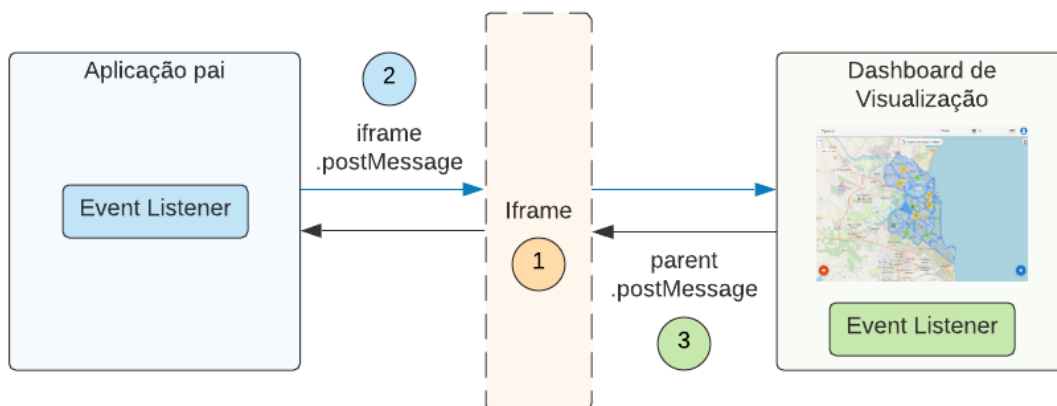 Aplicação pai
Event Listener
2
iframe
.postMessage
Iframe
1
parent
.postMessage
3
Dashboard de
Visualização
Event Listener